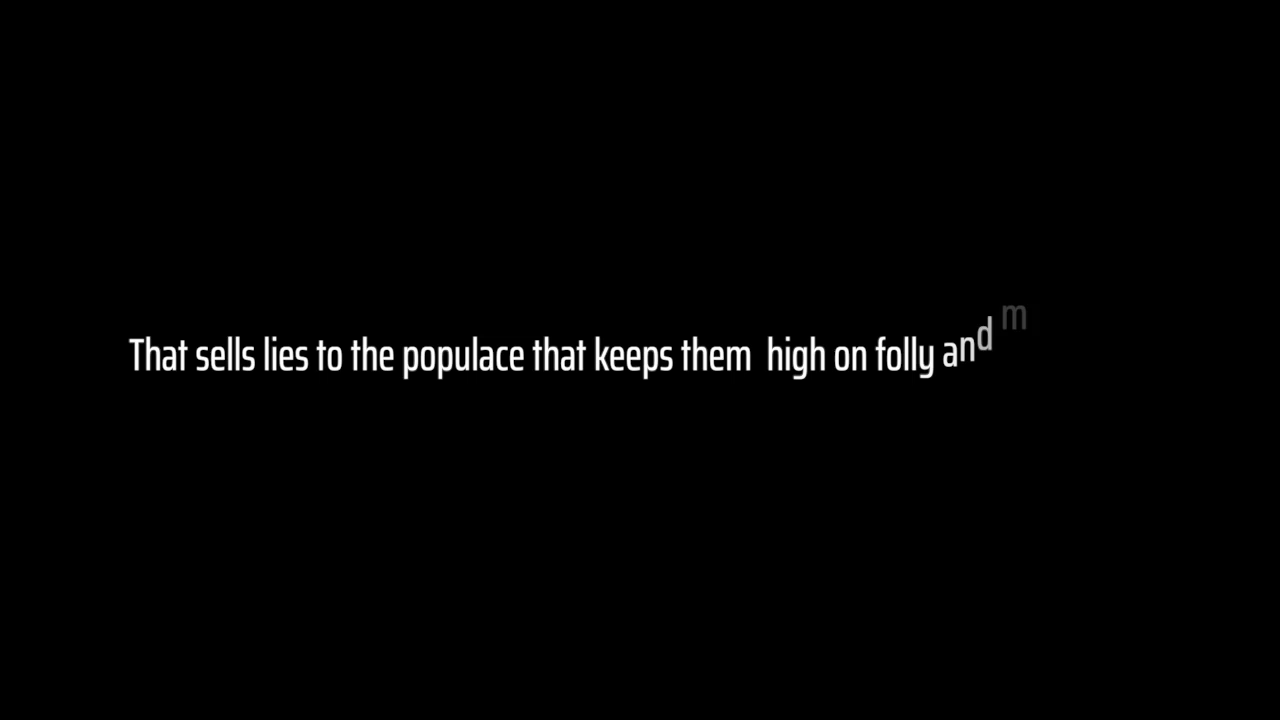 That sells lies to the populace that keeps them  high on folly and m